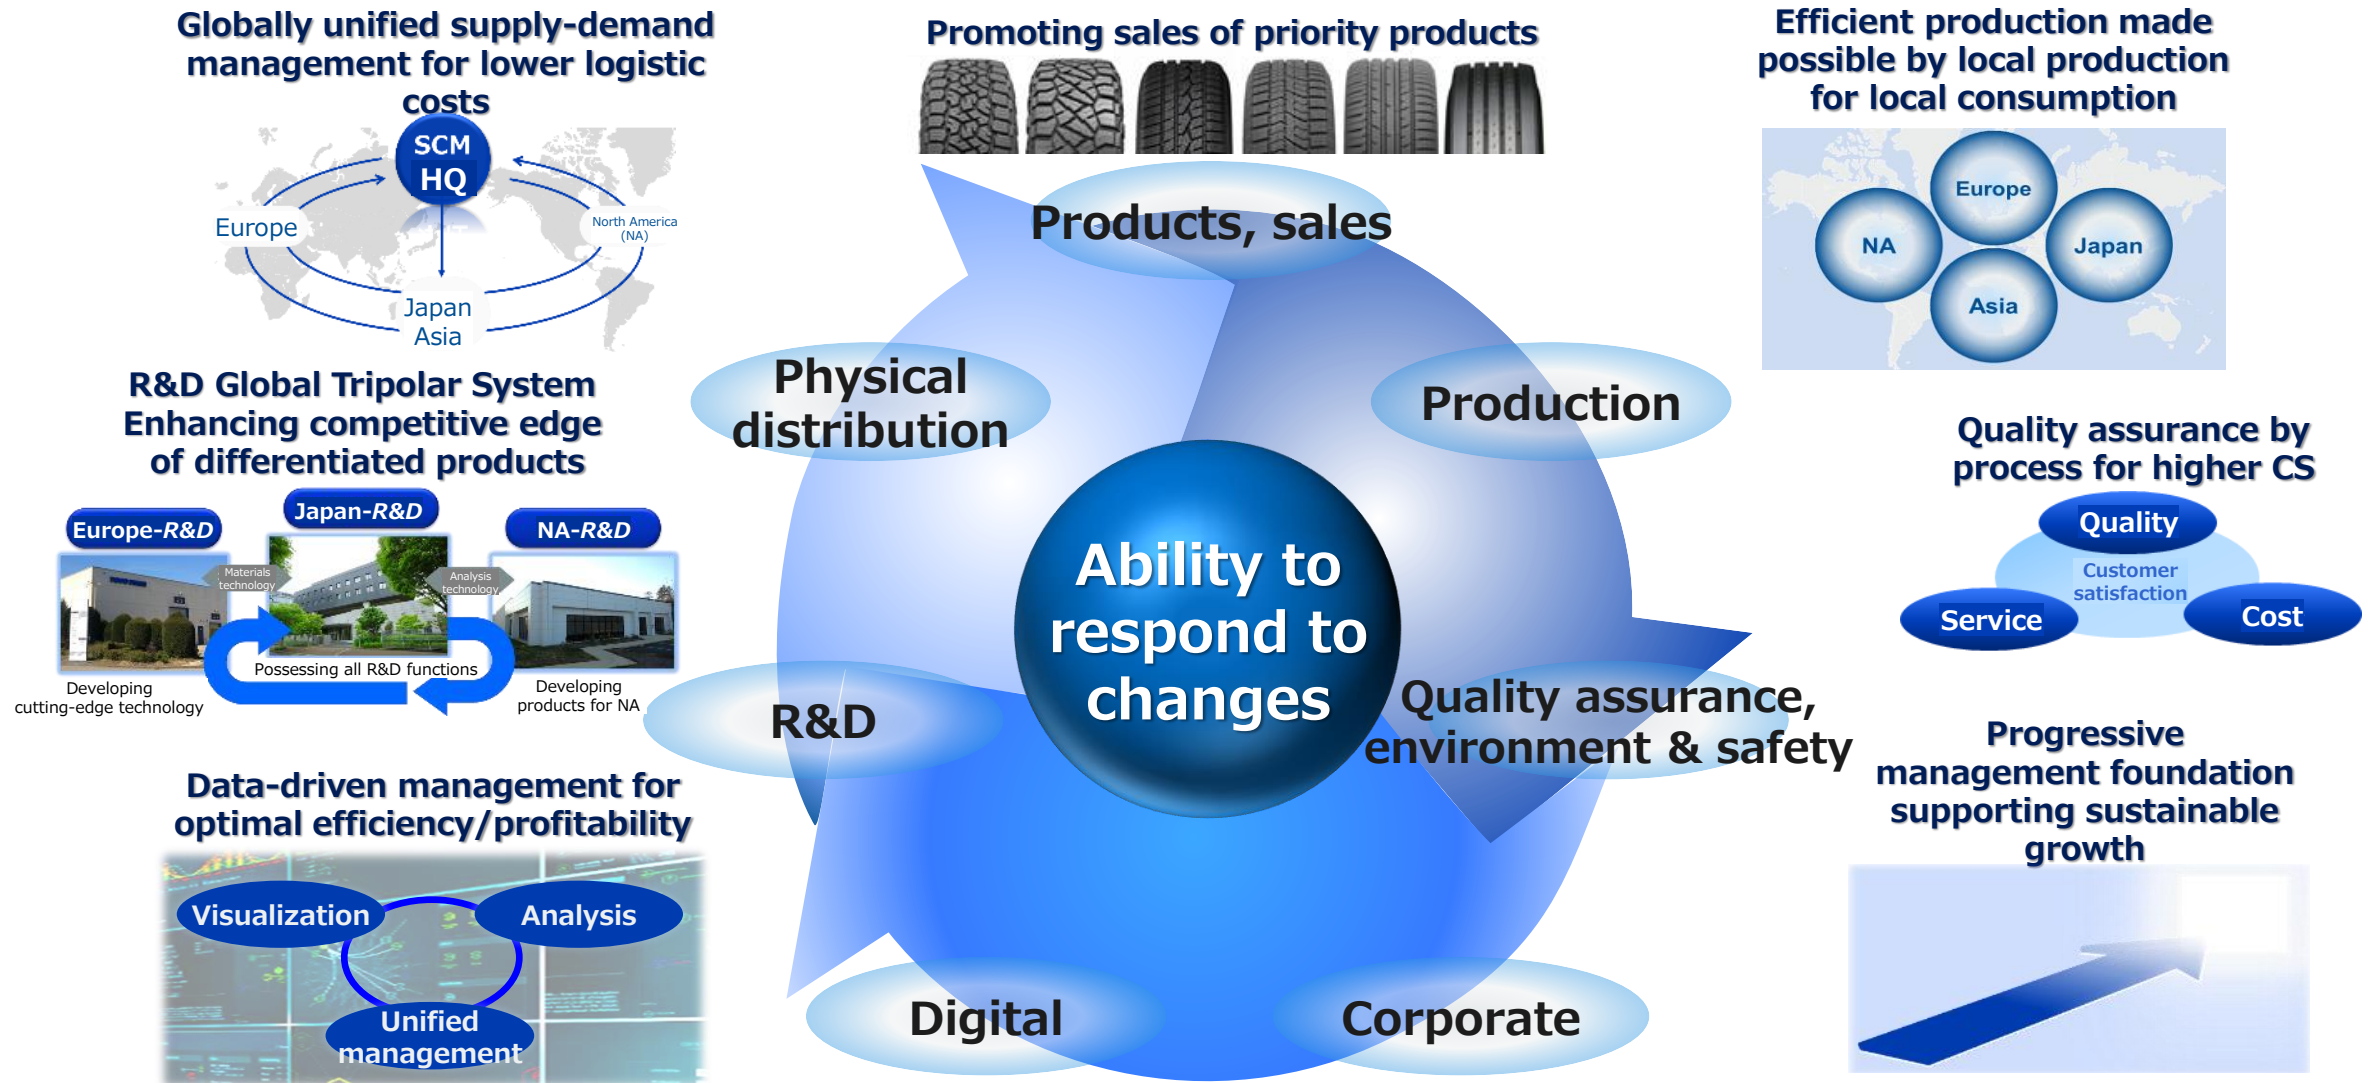 Globally unified supply-demand
management for lower logistic
costs
SCM
HQ
Europe
North America
(NA)
Japan
Asia
R&D Global Tripolar System
Enhancing competitive edge
of differentiated products
Europe-R&D
Japan-R&D
NA-R&D
Materials
technology
Analysis
technology
Possessing all R&D functions
Developing
cutting-edge technology
Developing
products for NA
Data-driven management for
optimal efficiency/profitability
Visualization
Analysis
Unified
management
Promoting sales of priority products
Products, sales
Physical
distribution
Production
Ability to
respond to
changes
R&D
Quality assurance,
environment & safety
Digital
Corporate
Efficient production made
possible by local production
for local consumption
Europe
NA
Japan
Asia
Quality assurance by
process for higher CS
Quality
Customer
satisfaction
Service
Cost
Progressive
management foundation
supporting sustainable
growth